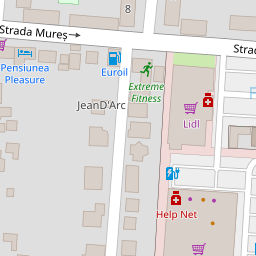 8
Strada Mureș
Strad
Pensiunea
Pleasure
Euroil
Extreme
Fitness
JeanD'Arc
Lidl
Help Net